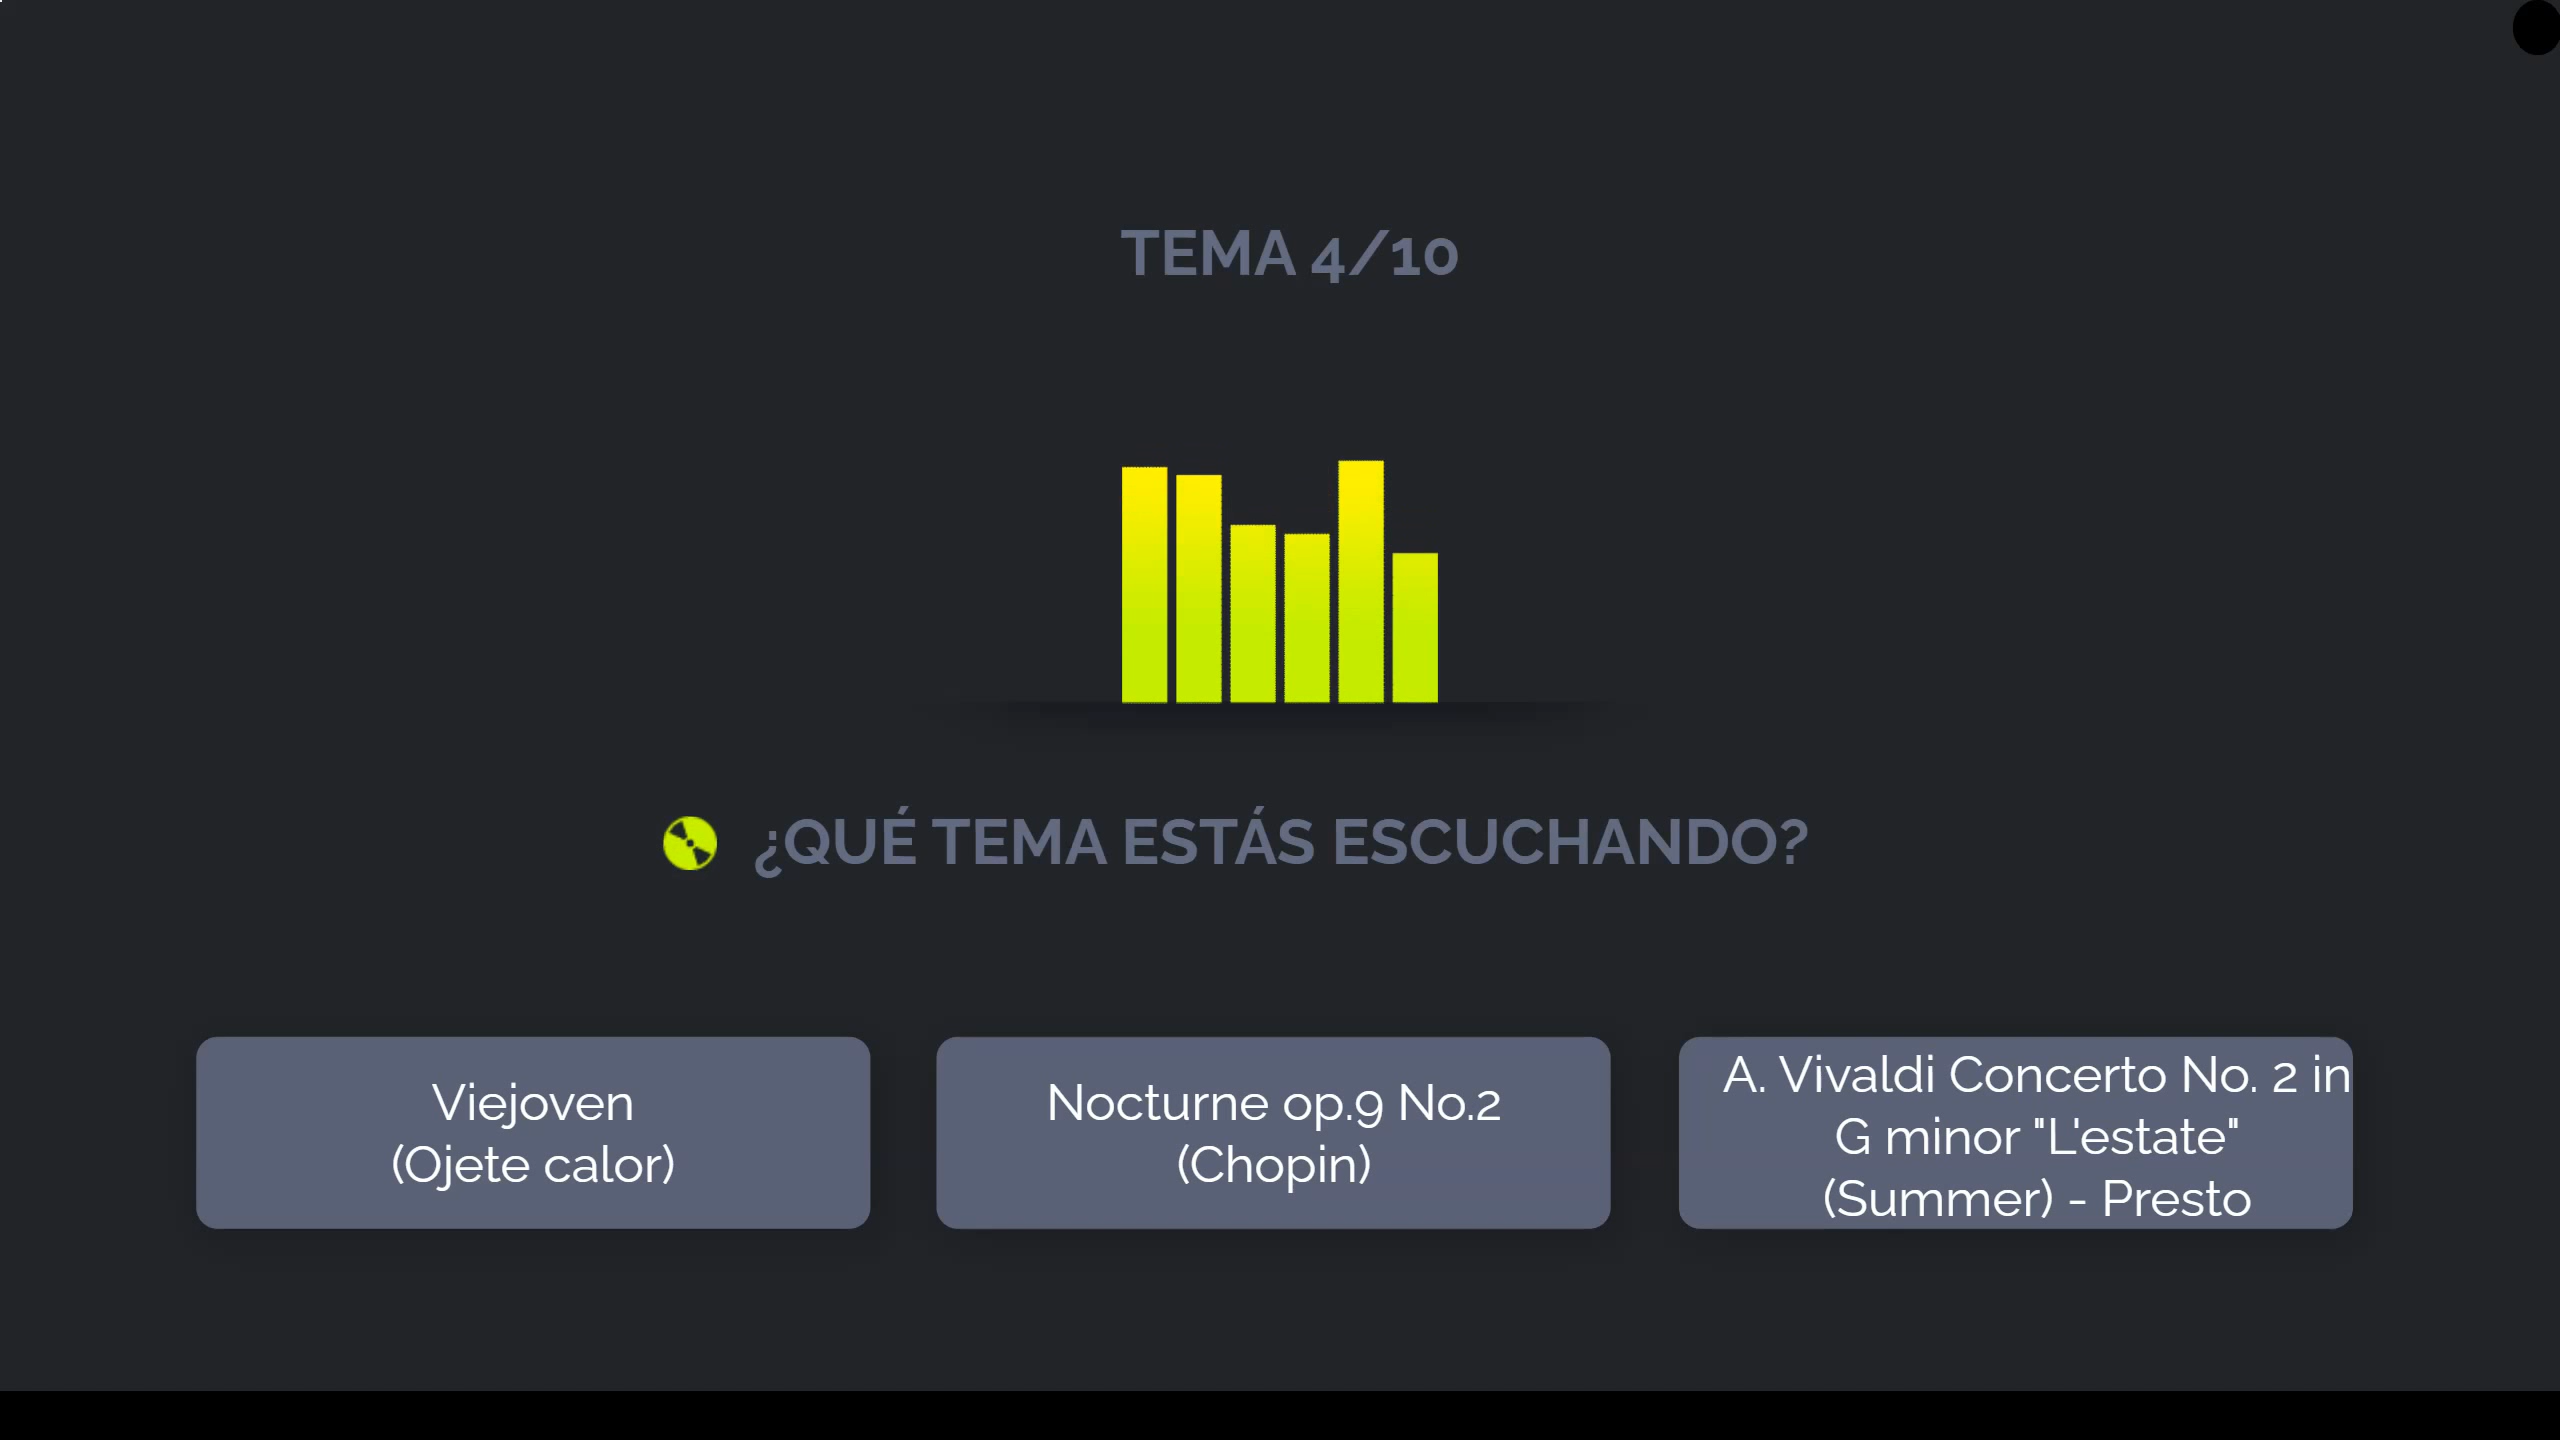 TEMA 4/10
¿QUÉ TEMA ESTÁS ESCUCHANDO?
Viejoven
(Ojete calor)
Nocturne op.9 No.2
(Chopin)
A. Vivaldi Concerto No. 2 in
G minor "L'estate"
(Summer) - Presto